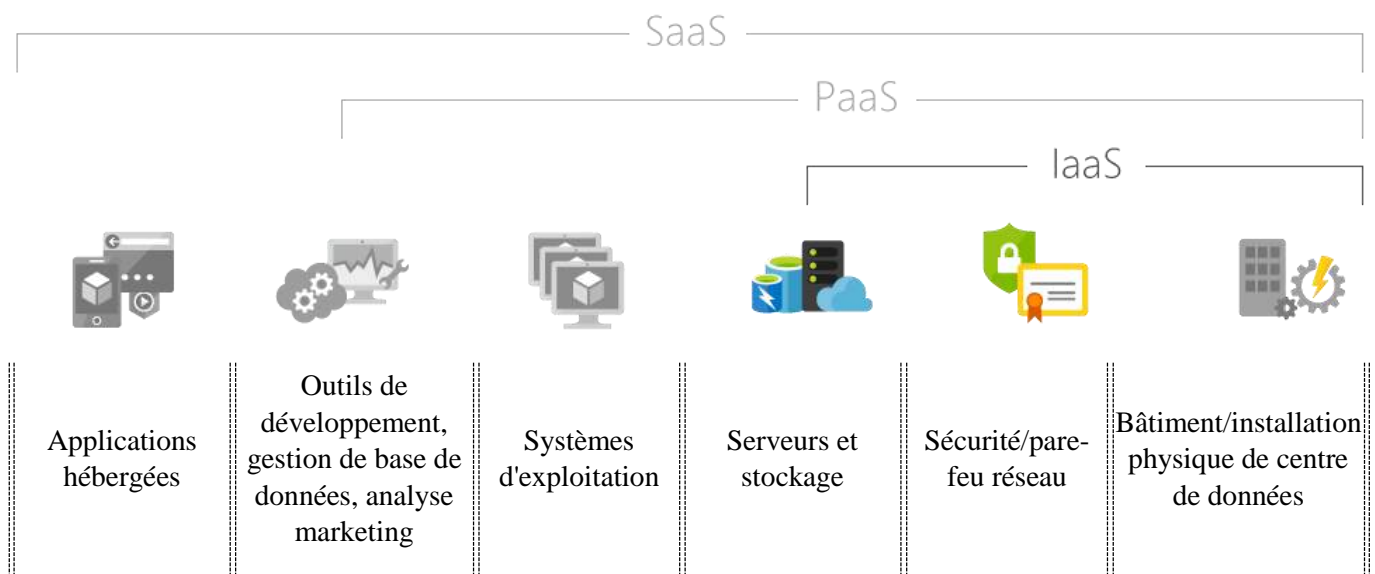 SaaS
PaaS
IaaS
Applications
hébergées
Outils de
développement,
gestion de base de
données, analyse
marketing
Systèmes
d'exploitation
Serveurs et
stockage
Sécurité/pare-
feu réseau
Bâtiment/installation
physique de centre
de données